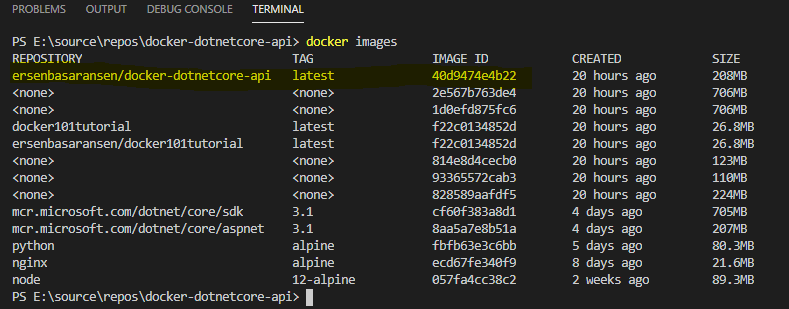 PROBLEMS OUTPUT DEBUG CONSOLE TERMINAL
PS E:\source\repos\docker-dotnetcore-api> docker images
REPOSITORY TAG IMAGE ID CREATED SIZE
ersenbasaransen/docker-dotnetcore-api latest 40d9474e4b22 20 hours ago 208MB
<none> <none> 2e567b763de4 20 hours ago 706MB
<none> <none> 1d0efd875fc6 20 hours ago 706MB
docker101tutorial latest f22c0134852d 20 hours ago 26.8MB
ersenbasaransen/docker101tutorial latest f22c0134852d 20 hours ago 26.8MB
<none> <none> 814e8d4cecb0 20 hours ago 123MB
<none> <none> 93365572cab3 20 hours ago 110MB
<none> <none> 828589aafdf5 20 hours ago 224MB
mcr.microsoft.com/dotnet/core/sdk 3.1 cf60f383a8d1 4 days ago 705MB
mcr.microsoft.com/dotnet/core/aspnet 3.1 8aa5a7e8b51a 4 days ago 207MB
python alpine fbfb63e3c6bb 5 days ago 80.3MB
nginx alpine ecd67fe340f9 8 days ago 21.6MB
node 12-alpine 057fa4cc38c2 2 weeks ago 89.3MB
PS E:\source\repos\docker-dotnetcore-api>